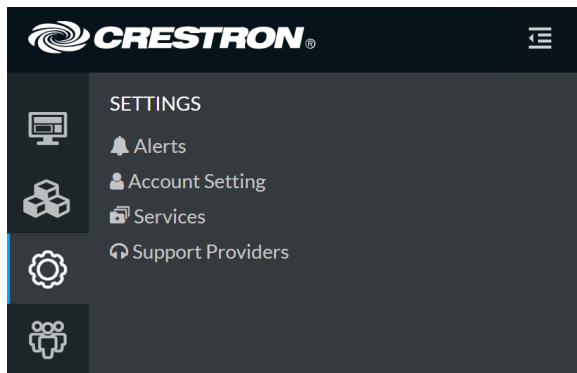 CRESTRON®
SETTINGS
Alerts
Account Setting
Services
Support Providers